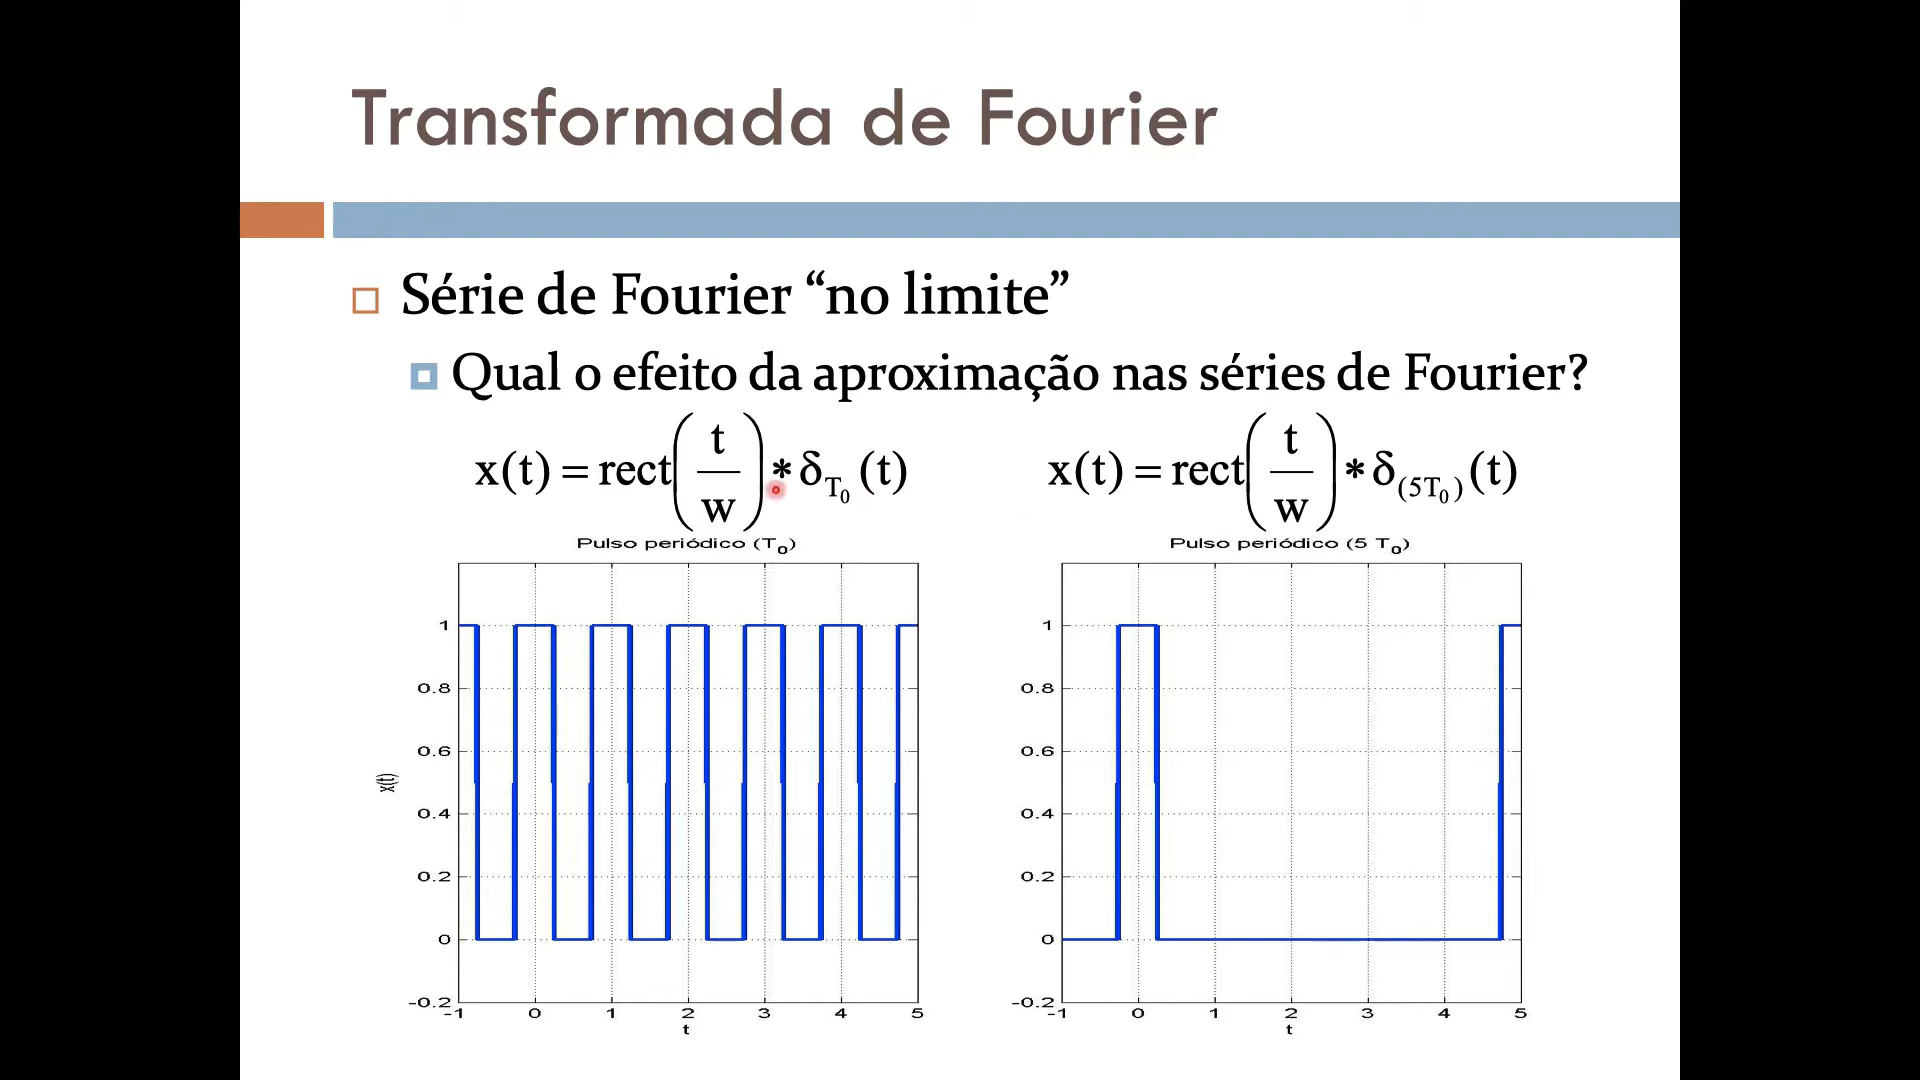 Transformada de Fourier
Série de Fourier “no limite”
Qual o efeito da aproximação nas séries de Fourier?
x(t) = rect(t/w) * δ_{T₀}(t)
x(t) = rect(t/w) * δ_{(5T₀)}(t)
Pulso periódico (T₀)
x(t)
1
0.8
0.6
0.4
0.2
0
-0.2
-1 0 1 2 3 4 5
t
Pulso periódico (5 T₀)
1
0.8
0.6
0.4
0.2
0
-0.2
-1 0 1 2 3 4 5
t